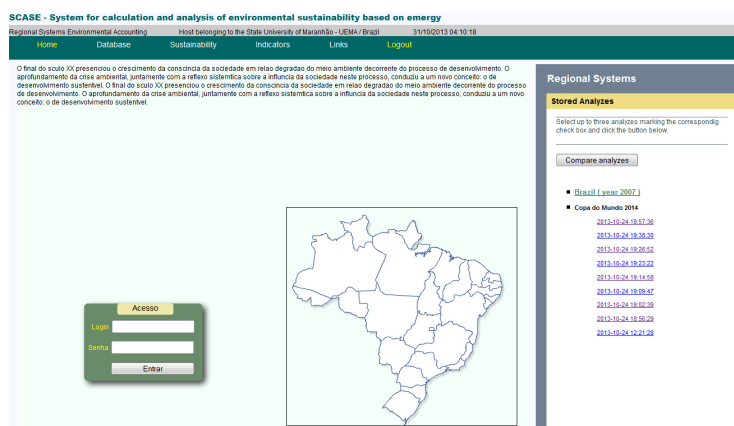 SCASE - System for calculation and analysis of environmental sustainability based on emergy
Regional Systems Environmental Accounting Host belonging to the State University of Maranhão - UEMA / Brazil 31/10/2013 04:10:18
Home Database Sustainability Indicators Links Logout
O final do sculo XX presenciou o crescimento da conscincia da sociedade em relao degradao do meio ambiente decorrente do processo de desenvolvimento. O
aprofundamento da crise ambiental, juntamente com a reflexo sistemtica sobre a influncia da sociedade neste processo, conduziu a um novo conceito: o de
desenvolvimento sustentvel. O final do sculo XX presenciou o crescimento da conscincia da sociedade em relao degradao do meio ambiente decorrente do processo
de desenvolvimento. O aprofundamento da crise ambiental, juntamente com a reflexo sistemtica sobre a influncia da sociedade neste processo, conduziu a um novo
conceito: o de desenvolvimento sustentvel.
Acesso
Login
Senha
Entrar
Regional Systems
Stored Analyzes
Select up to three analyzes marking the correspondig
check box and click the button below.
Compare analyzes
Brazil ( year 2007 )
Copa do Mundo 2014
2013-10-24 19:57:36
2013-10-24 19:38:30
2013-10-24 19:26:52
2013-10-24 19:23:22
2013-10-24 19:14:58
2013-10-24 19:09:47
2013-10-24 19:02:39
2013-10-24 18:56:29
2013-10-24 12:21:28